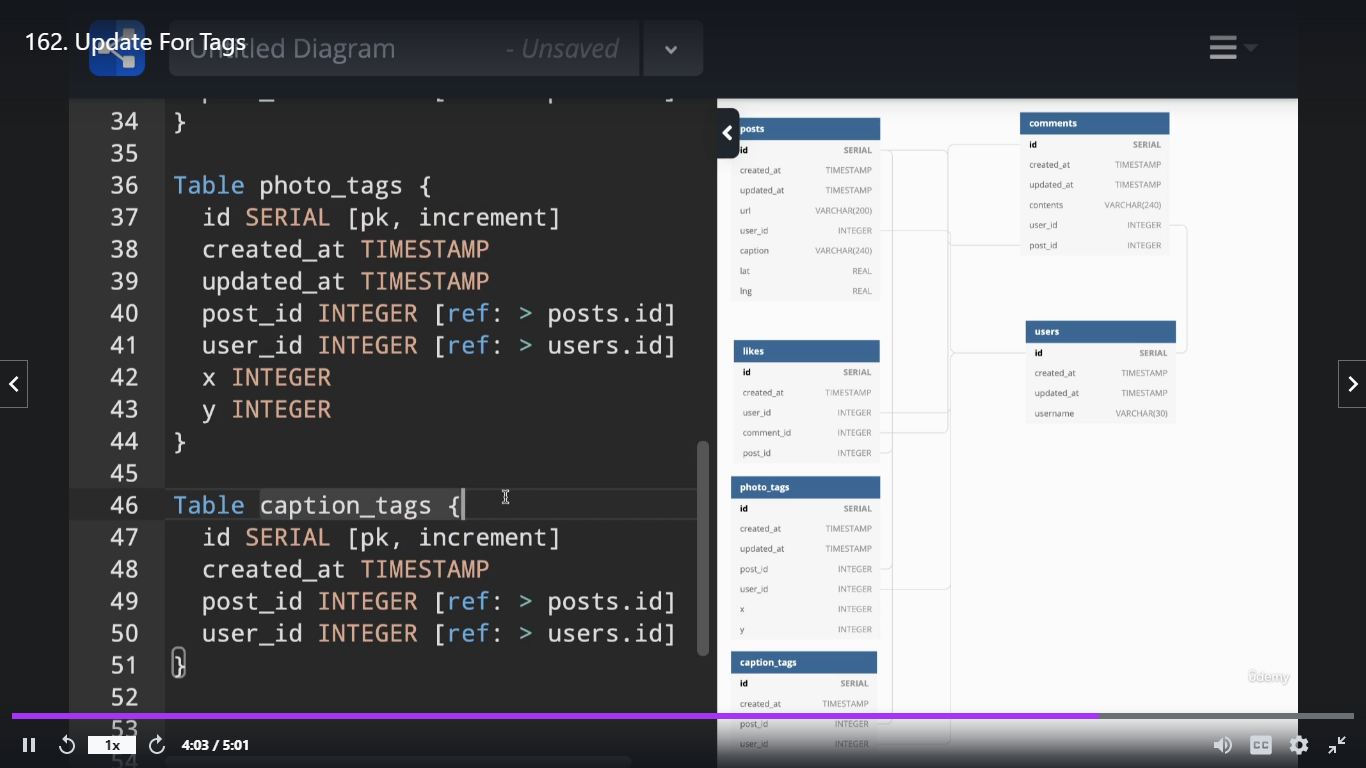 162. Update For Tags
Untitled Diagram
- Unsaved
34 }
35
36 Table photo_tags {
37 id SERIAL [pk, increment]
38 created_at TIMESTAMP
39 updated_at TIMESTAMP
40 post_id INTEGER [ref: > posts.id]
41 user_id INTEGER [ref: > users.id]
42 x INTEGER
43 y INTEGER
44 }
45
46 Table caption_tags {
47 id SERIAL [pk, increment]
48 created_at TIMESTAMP
49 post_id INTEGER [ref: > posts.id]
50 user_id INTEGER [ref: > users.id]
51 }
52
53
54
posts
id SERIAL
created_at TIMESTAMP
updated_at TIMESTAMP
url VARCHAR(200)
user_id INTEGER
caption VARCHAR(240)
lat REAL
lng REAL
comments
id SERIAL
created_at TIMESTAMP
updated_at TIMESTAMP
contents VARCHAR(240)
user_id INTEGER
post_id INTEGER
likes
id SERIAL
created_at TIMESTAMP
user_id INTEGER
comment_id INTEGER
post_id INTEGER
users
id SERIAL
created_at TIMESTAMP
updated_at TIMESTAMP
username VARCHAR(30)
photo_tags
id SERIAL
created_at TIMESTAMP
updated_at TIMESTAMP
post_id INTEGER
user_id INTEGER
x INTEGER
y INTEGER
caption_tags
id SERIAL
created_at TIMESTAMP
post_id INTEGER
user_id INTEGER
ûdemy
1x
4:03 / 5:01
CC